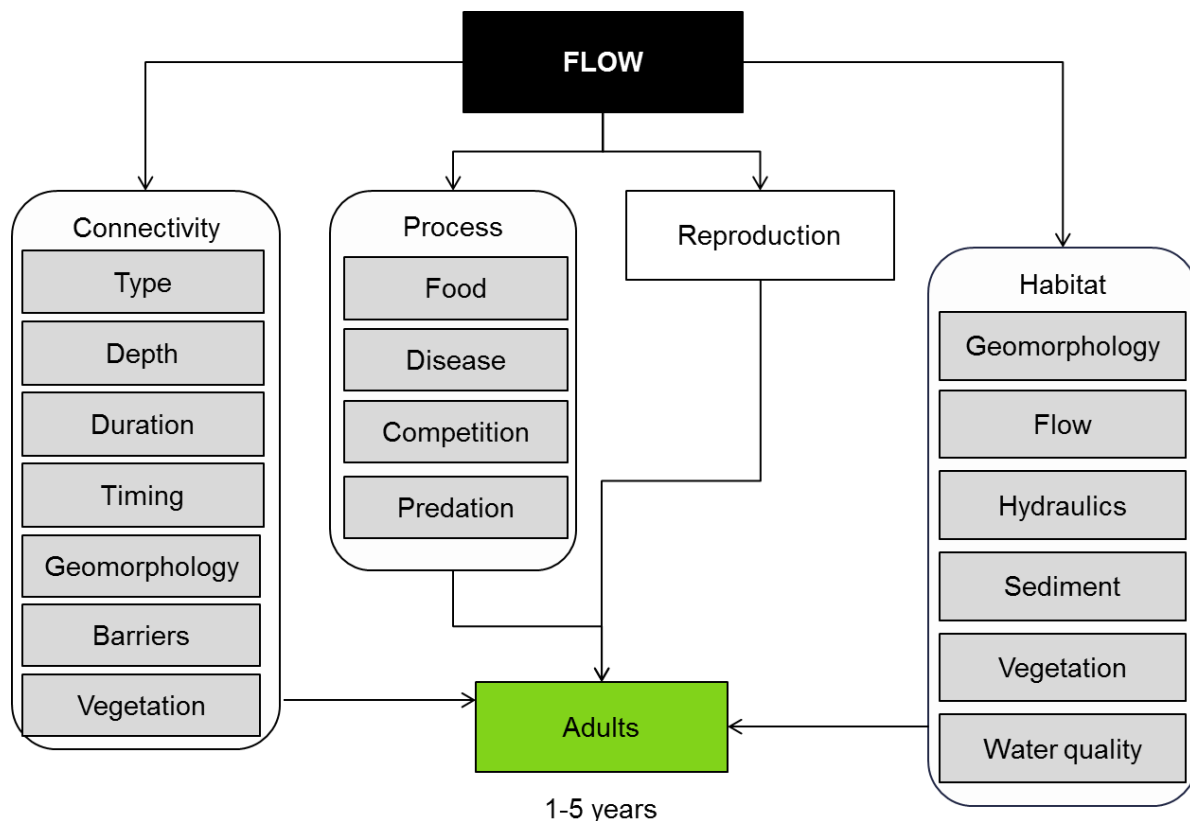 FLOW
Connectivity
Type
Depth
Duration
Timing
Geomorphology
Barriers
Vegetation
Process
Food
Disease
Competition
Predation
Reproduction
Habitat
Geomorphology
Flow
Hydraulics
Sediment
Vegetation
Water quality
Adults
1-5 years